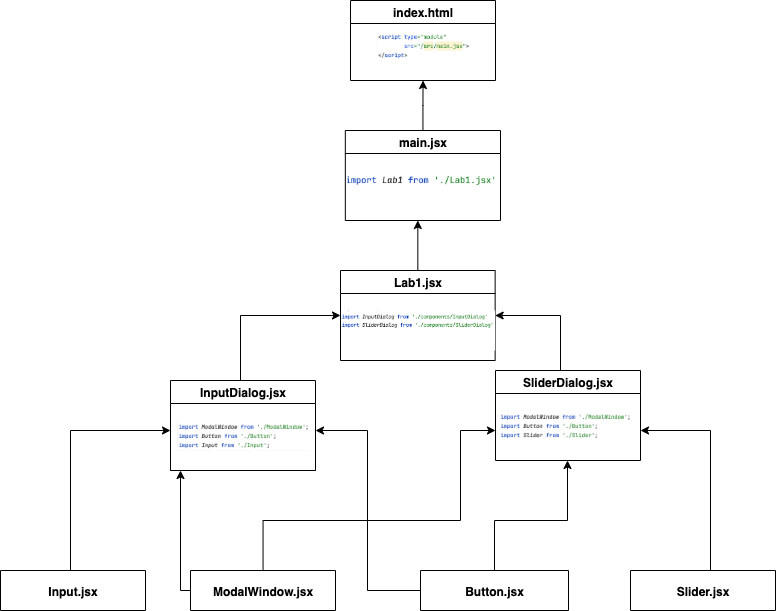 index.html
<script type="module"
src="/src/main.jsx">
</script>
main.jsx
import Lab1 from './Lab1.jsx'
Lab1.jsx
import InputDialog from './components/InputDialog'
import SliderDialog from './components/SliderDialog'
InputDialog.jsx
import ModalWindow from './ModalWindow';
import Button from './Button';
import Input from './Input';
SliderDialog.jsx
import ModalWindow from './ModalWindow';
import Button from './Button';
import Slider from './Slider';
Input.jsx
ModalWindow.jsx
Button.jsx
Slider.jsx